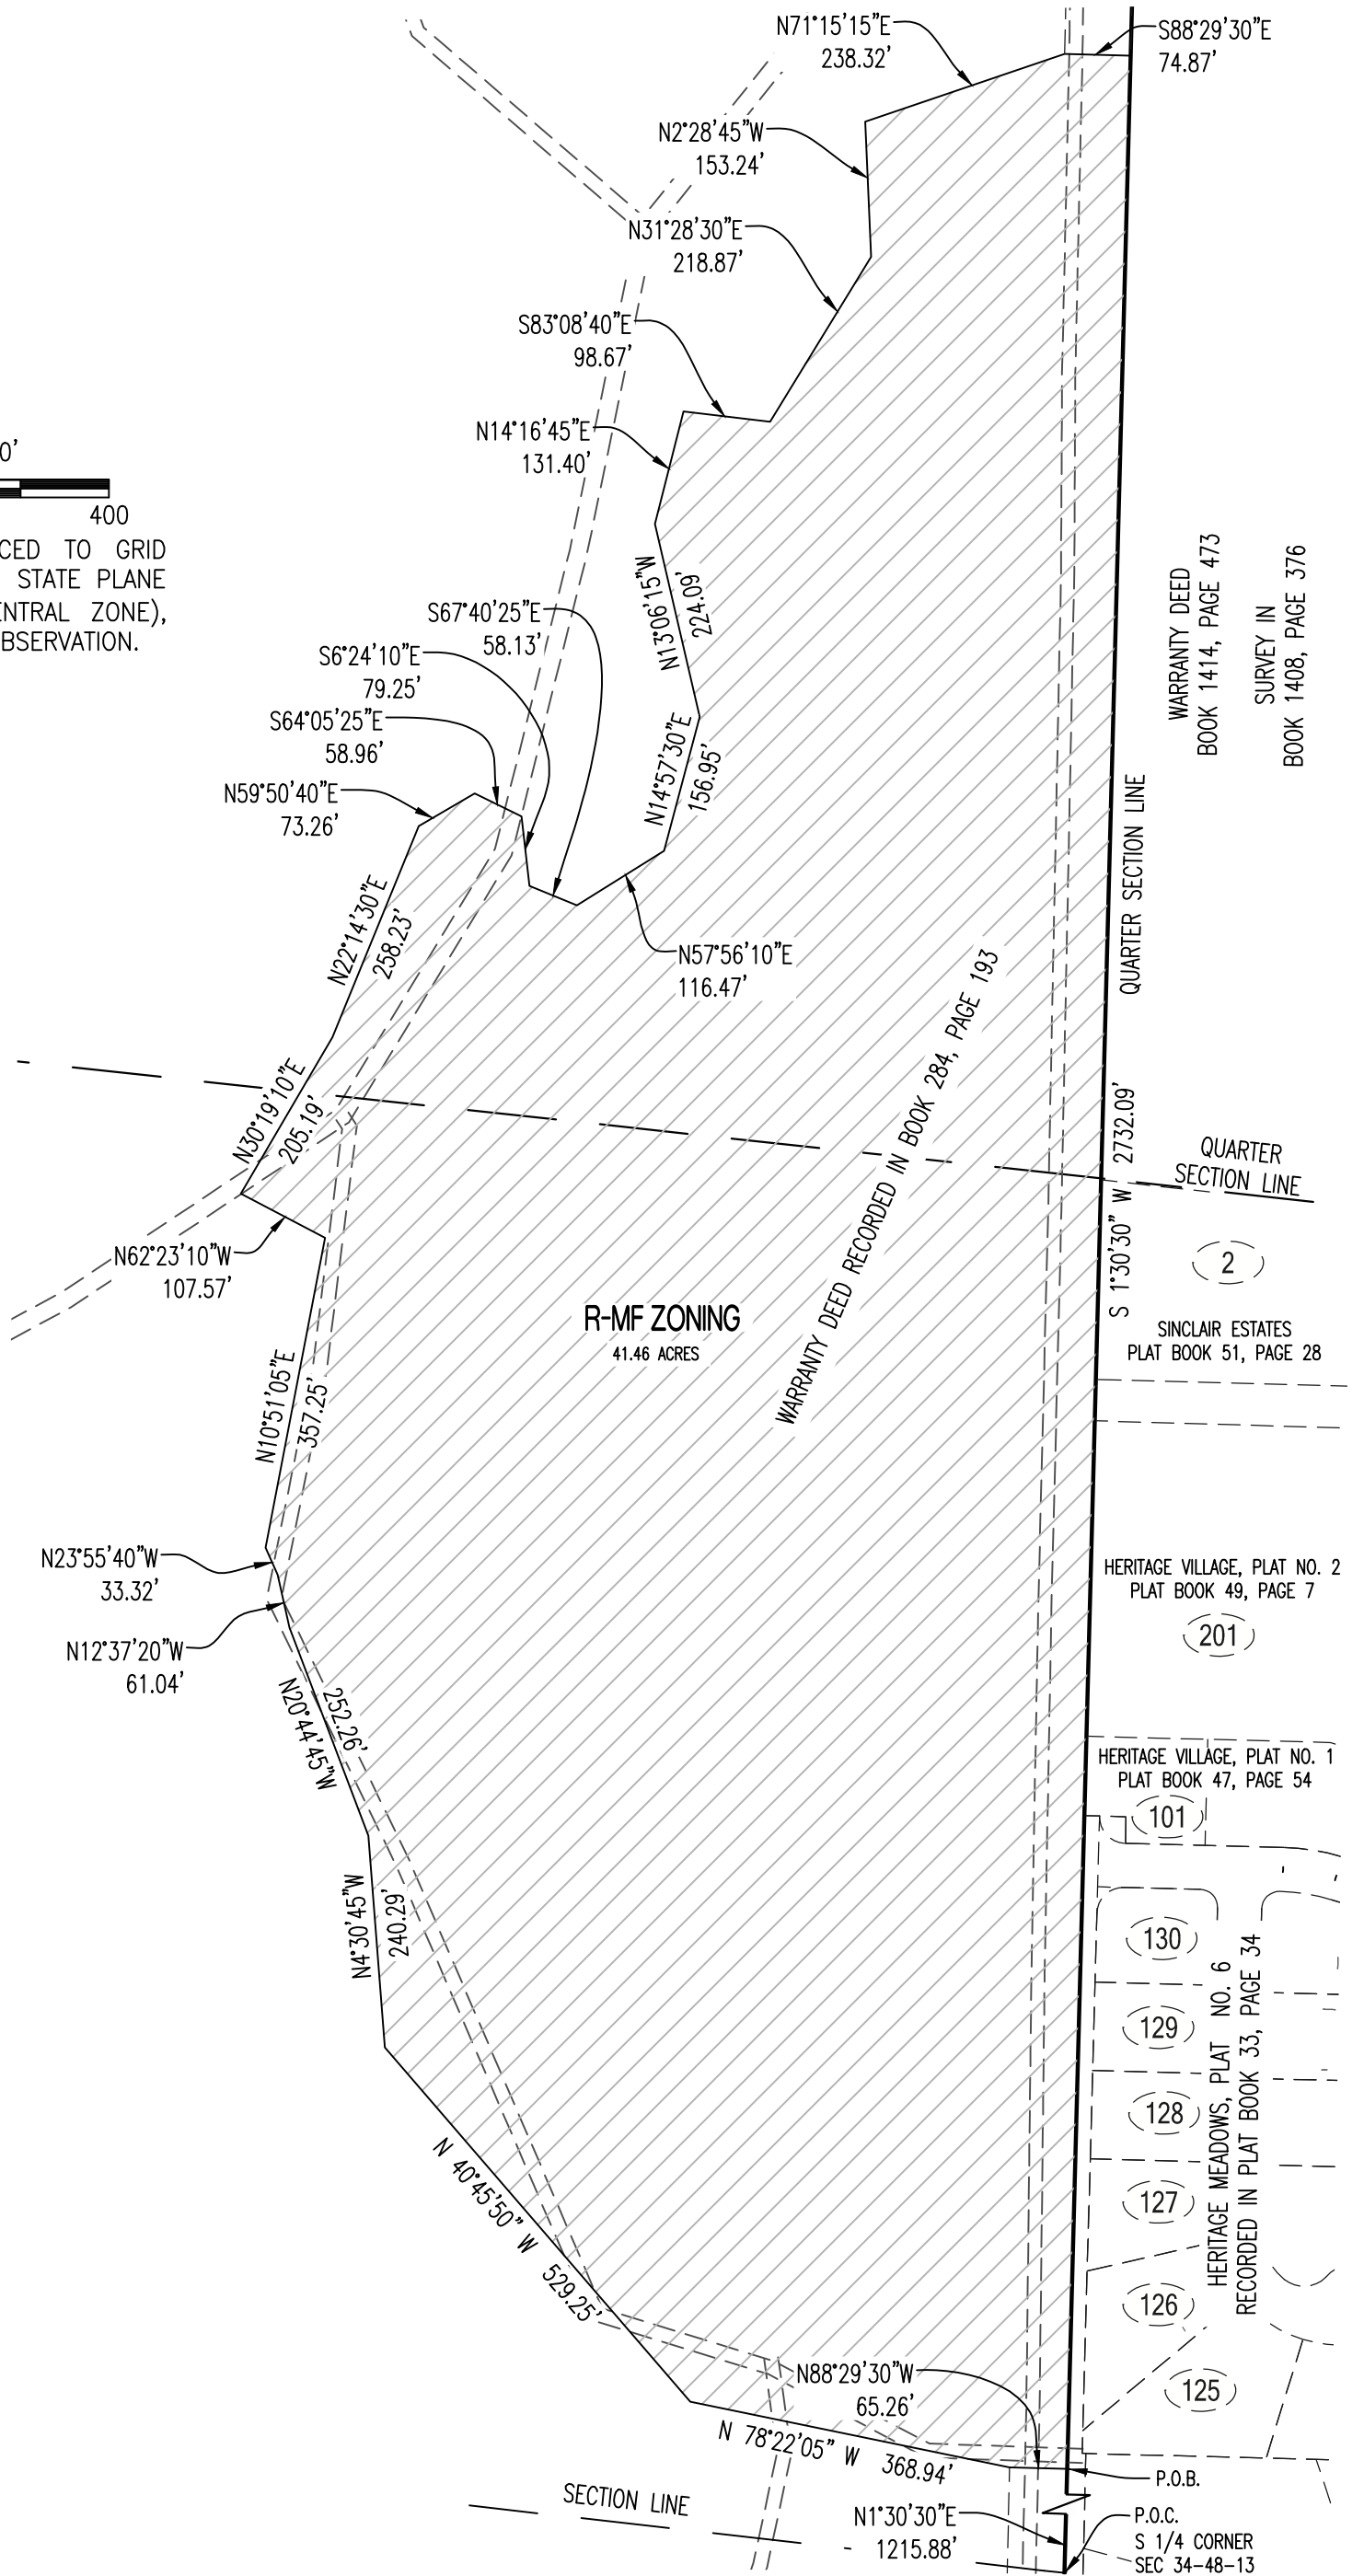 N71°15'15"E
238.32'
S88°29'30"E
74.87'
N2°28'45"W
153.24'
N31°28'30"E
218.87'
S83°08'40"E
98.67'
N14°16'45"E
131.40'
0'
400
CED TO GRID
STATE PLANE
ENTRAL ZONE),
BSERVATION.
N13°06'15"W
224.09'
WARRANTY DEED
BOOK 1414, PAGE 473
SURVEY IN
BOOK 1408, PAGE 376
S67°40'25"E
58.13'
S6°24'10"E
79.25'
S64°05'25"E
58.96'
N59°50'40"E
73.26'
N14°57'30"E
156.95'
N22°14'30"E
258.23'
N57°56'10"E
116.47'
QUARTER SECTION LINE
WARRANTY DEED RECORDED IN BOOK 284, PAGE 193
N30°19'10"E
205.19'
S 1°30'30" W 2732.09'
QUARTER
SECTION LINE
N62°23'10"W
107.57'
2
R-MF ZONING
41.46 ACRES
SINCLAIR ESTATES
PLAT BOOK 51, PAGE 28
N10°51'05"E
357.25'
N23°55'40"W
33.32'
HERITAGE VILLAGE, PLAT NO. 2
PLAT BOOK 49, PAGE 7
201
N12°37'20"W
61.04'
N20°44'45"W
252.26'
HERITAGE VILLAGE, PLAT NO. 1
PLAT BOOK 47, PAGE 54
101
N4°30'45"W
240.29'
130
129
128
127
126
125
HERITAGE MEADOWS, PLAT NO. 6
RECORDED IN PLAT BOOK 33, PAGE 34
N 40°45'50" W 529.25'
N88°29'30"W
65.26'
N 78°22'05" W 368.94'
P.O.B.
SECTION LINE
N1°30'30"E
1215.88'
P.O.C.
S 1/4 CORNER
SEC 34-48-13